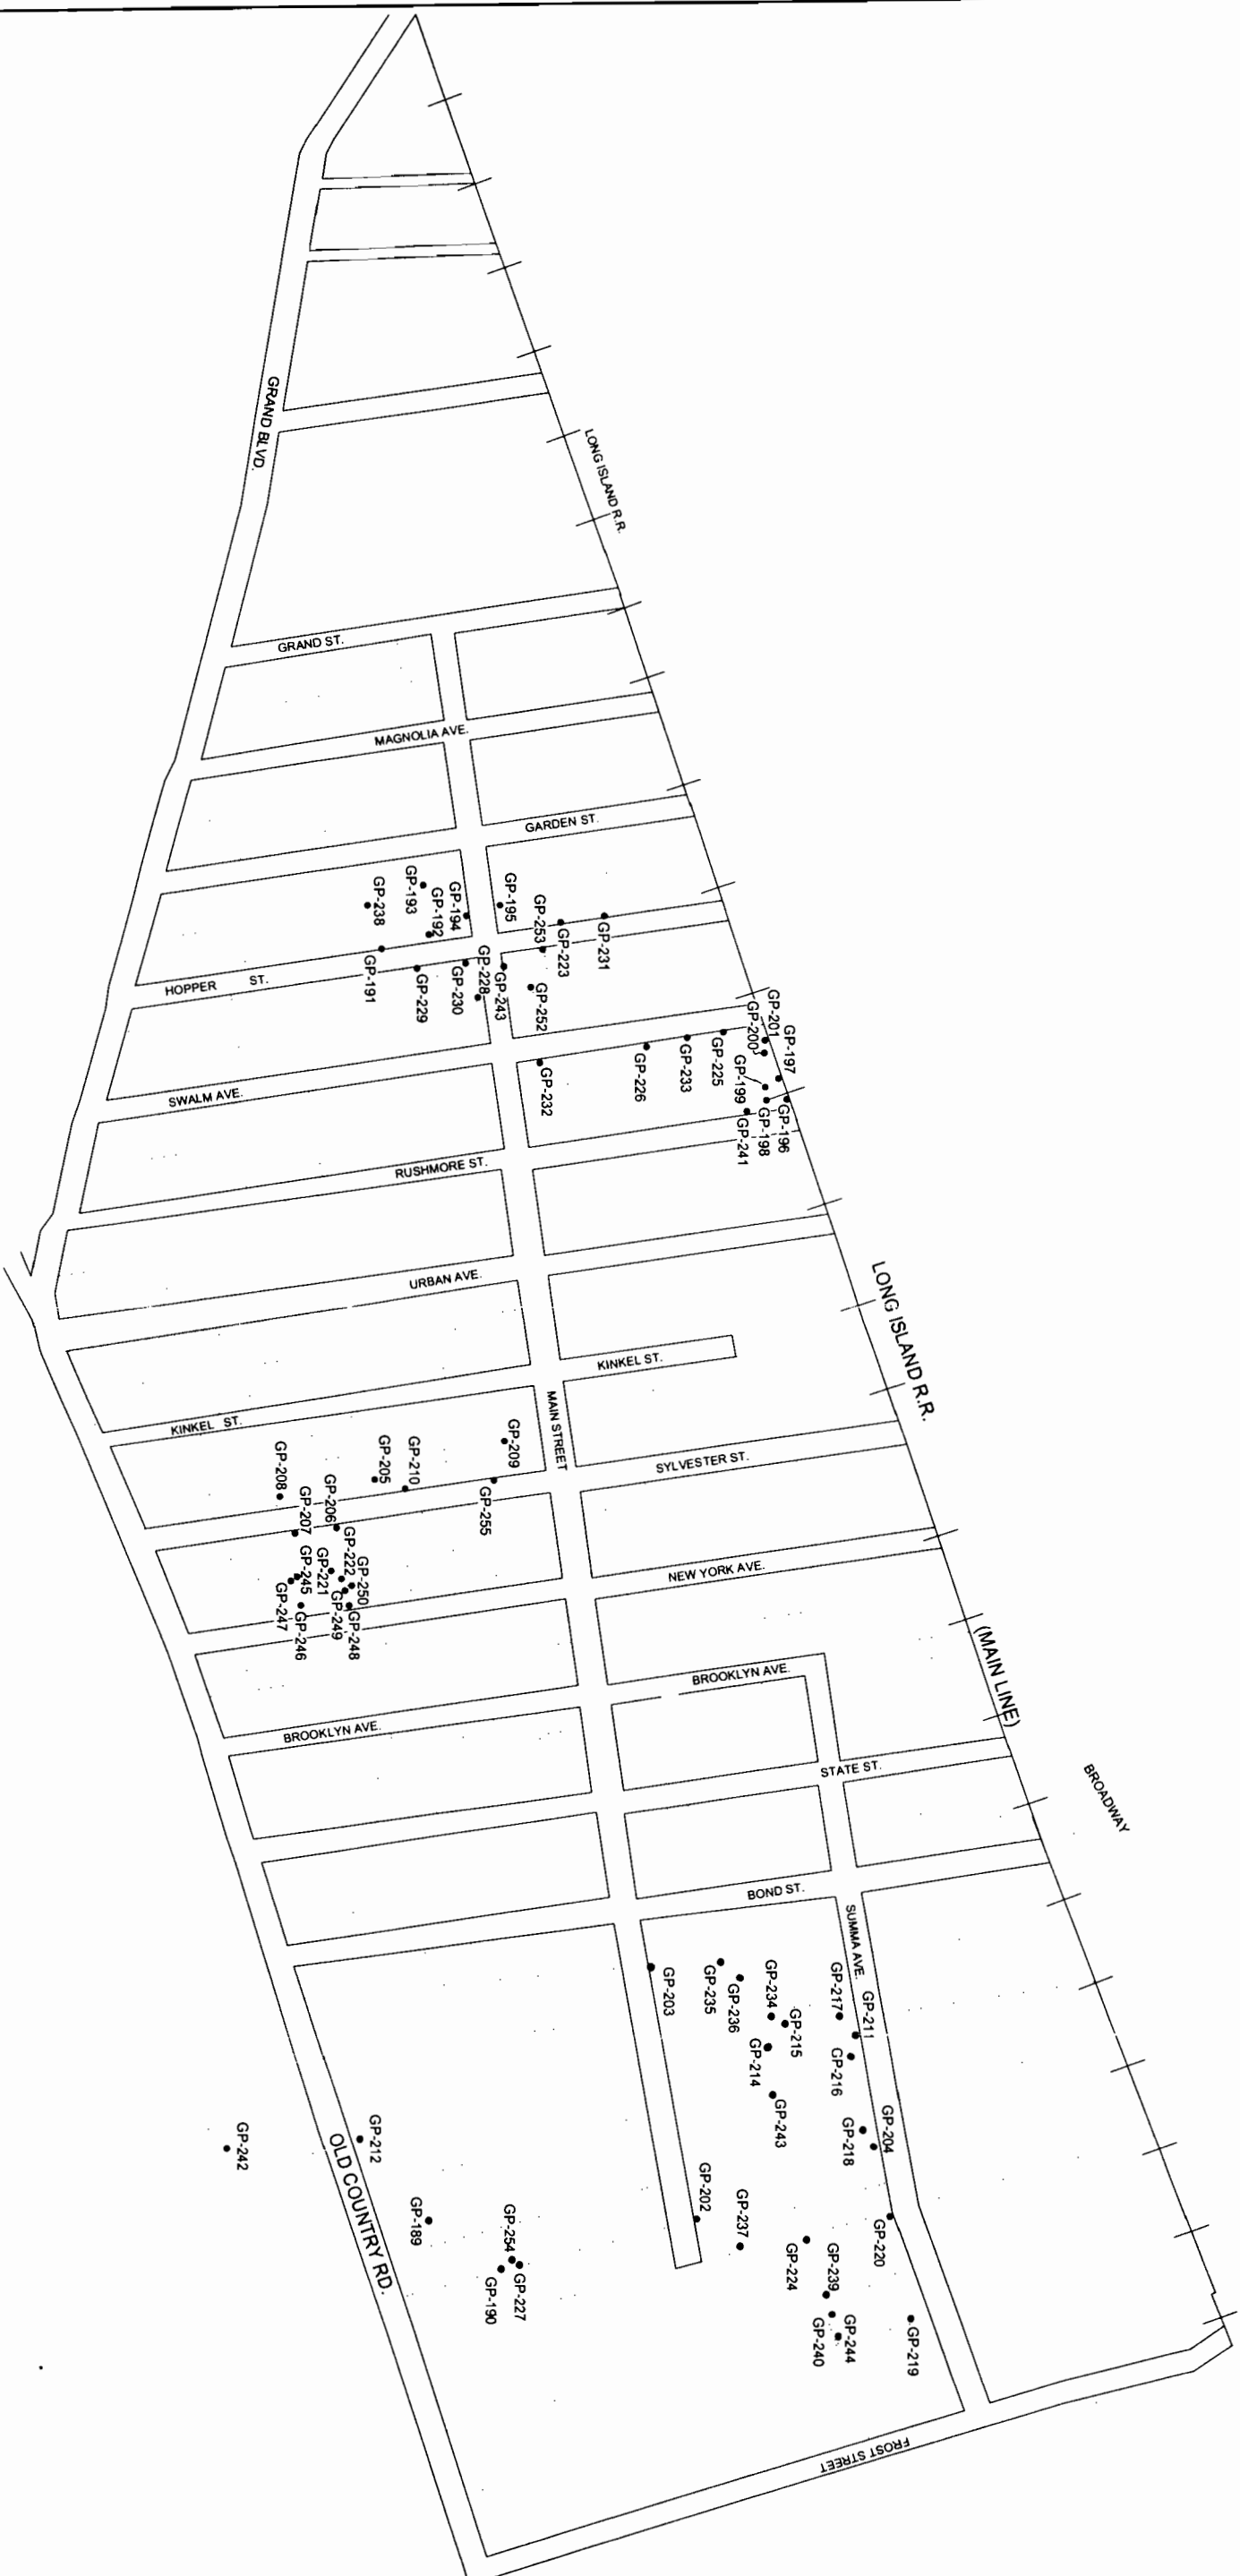 GRAND BLVD.
LONG ISLAND R.R.
GRAND ST.
MAGNOLIA AVE.
GARDEN ST.
GP-238
GP-193
GP-192
GP-194
GP-195
GP-253
GP-223
GP-231
HOPPER ST.
GP-191
GP-229
GP-230
GP-228
GP-243
GP-252
GP-201
GP-200
GP-197
GP-225
GP-233
GP-226
GP-232
GP-199
GP-198
GP-196
GP-241
SWALM AVE.
RUSHMORE ST.
URBAN AVE.
LONG ISLAND R.R.
KINKEL ST.
KINKEL ST.
MAIN STREET
GP-209
GP-210
GP-205
GP-208
GP-255
SYLVESTER ST.
GP-206
GP-207
GP-222
GP-250
GP-221
GP-245
GP-247
GP-246
GP-249
GP-248
NEW YORK AVE.
(MAIN LINE)
BROOKLYN AVE.
BROOKLYN AVE.
STATE ST.
BROADWAY
BOND ST.
SUMMA AVE.
GP-203
GP-235
GP-236
GP-234
GP-215
GP-214
GP-217
GP-211
GP-216
GP-243
GP-218
GP-204
GP-242
GP-212
OLD COUNTRY RD.
GP-189
GP-254
GP-227
GP-190
GP-202
GP-237
GP-220
GP-224
GP-239
GP-240
GP-244
GP-219
FROST STREET